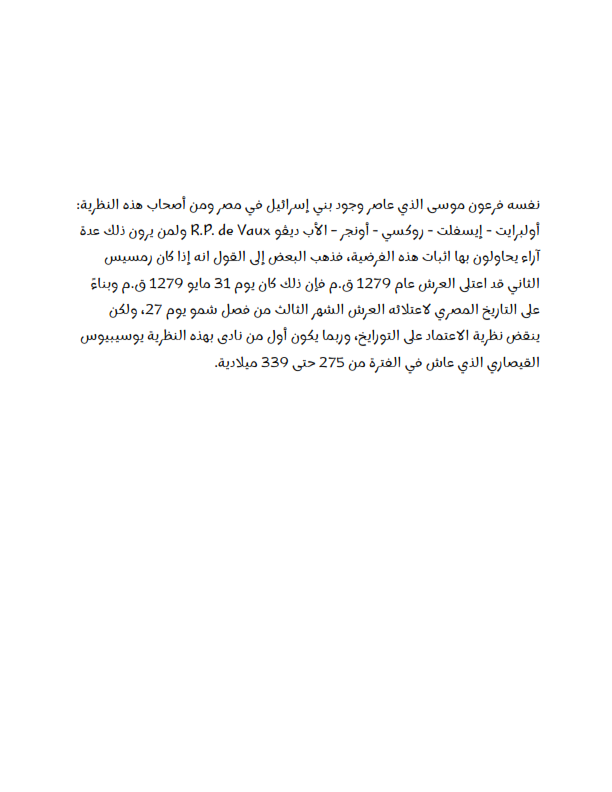 نفسه فرعون موسى الذي عاصر وجود بني إسرائيل في مصر ومن أصحاب هذه النظرية:
أولبرايت - إيسفلت - روكسي - أونجر - الأب ديڤو R.P. de Vaux ولمن يرون ذلك عدة
آراء يحاولون بها اثبات هذه الفرضية، فذهب البعض إلى القول انه إذا كان رمسيس
الثاني قد اعتلى العرش عام 1279 ق.م فإن ذلك كان يوم 31 مايو 1279 ق.م وبناءً
على التاريخ المصري لاعتلائه العرش الشهر الثالث من فصل شمو يوم 27، ولكن
ينقض نظرية الاعتماد على التورايخ، وربما يكون أول من نادى بهذه النظرية يوسيبيوس
القيصاري الذي عاش في الفترة من 275 حتى 339 ميلادية.